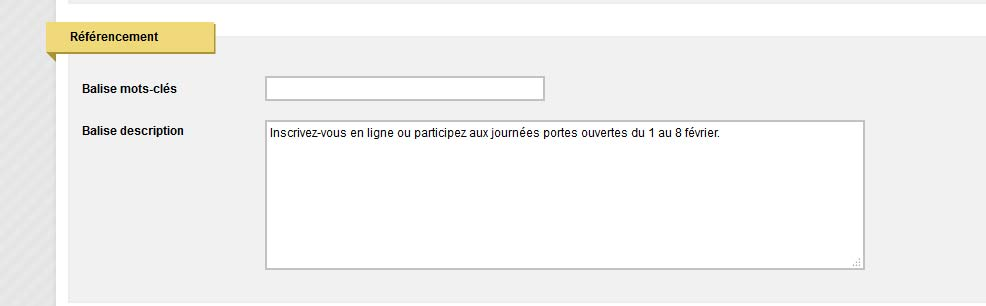 Référencement
Balise mots-clés
Balise description
Inscrivez-vous en ligne ou participez aux journées portes ouvertes du 1 au 8 février.